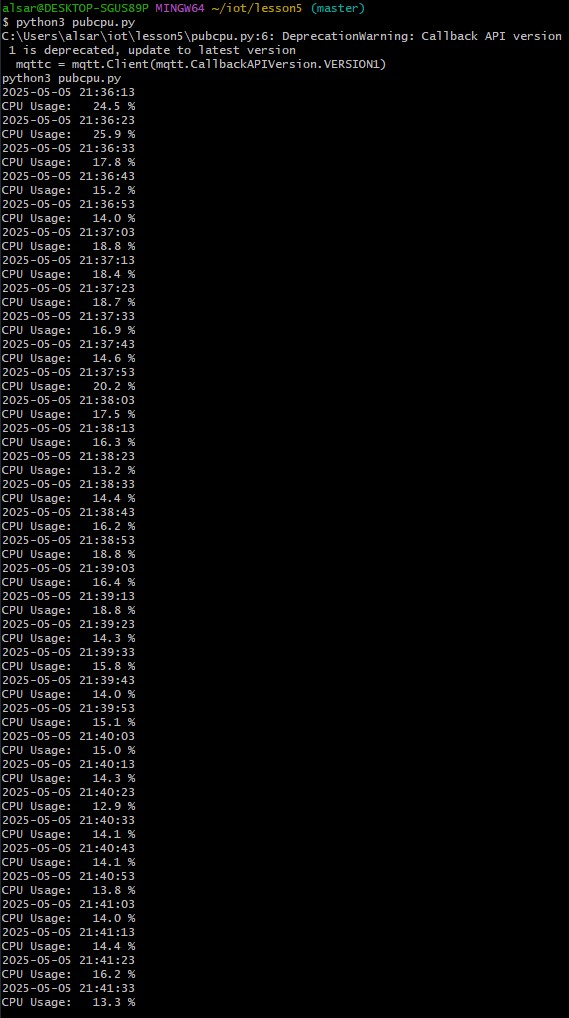 alsar@DESKTOP-SGUS89P MINGW64 ~/iot/lesson5 (master)
$ python3 pubcpu.py
C:\Users\alsar\iot\lesson5\pubcpu.py:6: DeprecationWarning: Callback API version
 1 is deprecated, update to latest version
  mqttc = mqtt.Client(mqtt.CallbackAPIVersion.VERSION1)
python3 pubcpu.py
2025-05-05 21:36:13
CPU Usage:   24.5 %
2025-05-05 21:36:23
CPU Usage:   25.9 %
2025-05-05 21:36:33
CPU Usage:   17.8 %
2025-05-05 21:36:43
CPU Usage:   15.2 %
2025-05-05 21:36:53
CPU Usage:   14.0 %
2025-05-05 21:37:03
CPU Usage:   18.8 %
2025-05-05 21:37:13
CPU Usage:   18.4 %
2025-05-05 21:37:23
CPU Usage:   18.7 %
2025-05-05 21:37:33
CPU Usage:   16.9 %
2025-05-05 21:37:43
CPU Usage:   14.6 %
2025-05-05 21:37:53
CPU Usage:   20.2 %
2025-05-05 21:38:03
CPU Usage:   17.5 %
2025-05-05 21:38:13
CPU Usage:   16.3 %
2025-05-05 21:38:23
CPU Usage:   13.2 %
2025-05-05 21:38:33
CPU Usage:   14.4 %
2025-05-05 21:38:43
CPU Usage:   16.2 %
2025-05-05 21:38:53
CPU Usage:   18.8 %
2025-05-05 21:39:03
CPU Usage:   16.4 %
2025-05-05 21:39:13
CPU Usage:   18.8 %
2025-05-05 21:39:23
CPU Usage:   14.3 %
2025-05-05 21:39:33
CPU Usage:   15.8 %
2025-05-05 21:39:43
CPU Usage:   14.0 %
2025-05-05 21:39:53
CPU Usage:   15.1 %
2025-05-05 21:40:03
CPU Usage:   15.0 %
2025-05-05 21:40:13
CPU Usage:   14.3 %
2025-05-05 21:40:23
CPU Usage:   12.9 %
2025-05-05 21:40:33
CPU Usage:   14.1 %
2025-05-05 21:40:43
CPU Usage:   14.1 %
2025-05-05 21:40:53
CPU Usage:   13.8 %
2025-05-05 21:41:03
CPU Usage:   14.0 %
2025-05-05 21:41:13
CPU Usage:   14.4 %
2025-05-05 21:41:23
CPU Usage:   16.2 %
2025-05-05 21:41:33
CPU Usage:   13.3 %